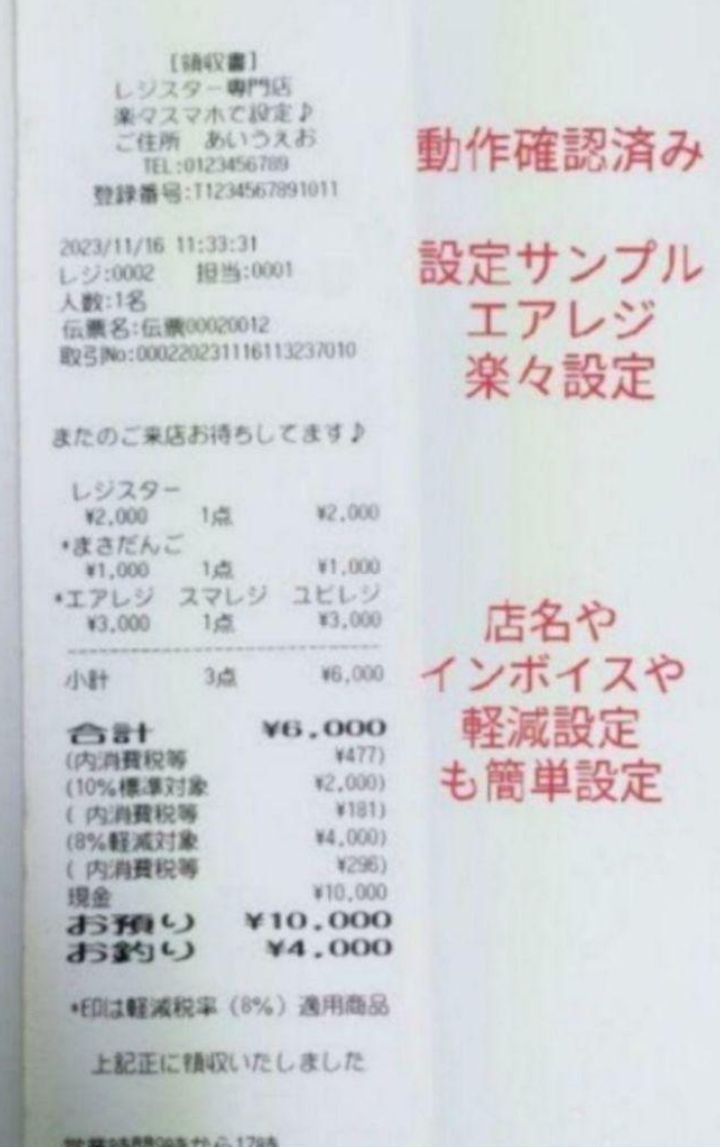 [領収書]
レジスター専門店
楽々スマホで設定♪
ご住所 あいうえお
TEL:0123456789
登録番号:T1234567891011
2023/11/16 11:33:31
レジ:0002 担当:0001
人数:1名
伝票名:伝票00020012
取引No:0002202311161132370​10
またのご来店お待ちしてます♪
レジスター
¥2,000 1点 ¥2,000
*まさだんご
¥1,000 1点 ¥1,000
*エアレジ スマレジ ユビレジ
¥3,000 1点 ¥3,000
小計 3点 ¥6,000
合計 ¥6,000
(内消費税等 ¥477)
(10%標準対象 ¥2,000)
( 内消費税等 ¥181)
(8%軽減対象 ¥4,000)
( 内消費税等 ¥296)
現金 ¥10,000
お預り ¥10,000
お釣り ¥4,000
*印は軽減税率(8%)適用商品
上記正に領収いたしました
動作確認済み
設定サンプル
エアレジ
楽々設定
店名や
インボイスや
軽減設定
も簡単設定